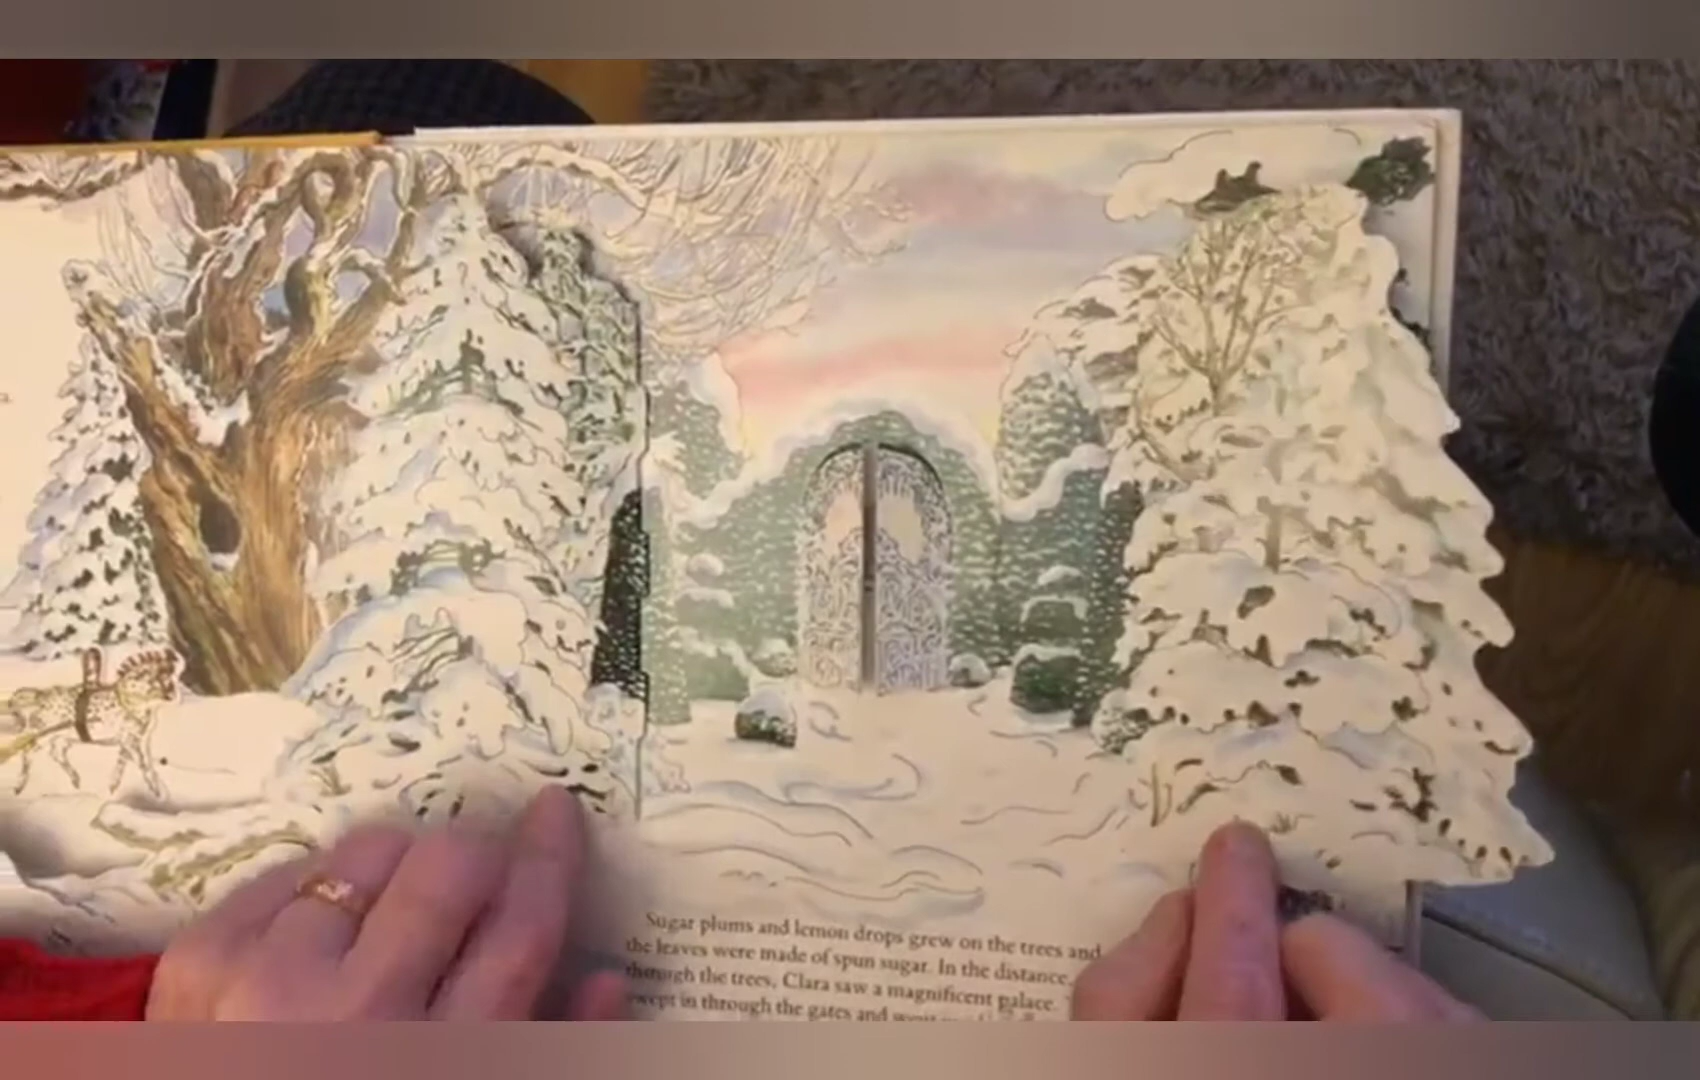 Sugar plums and lemon drops grew on the trees and
the leaves were made of spun sugar. In the distance,
through the trees, Clara saw a magnificent palace.
swept in through the gates and went